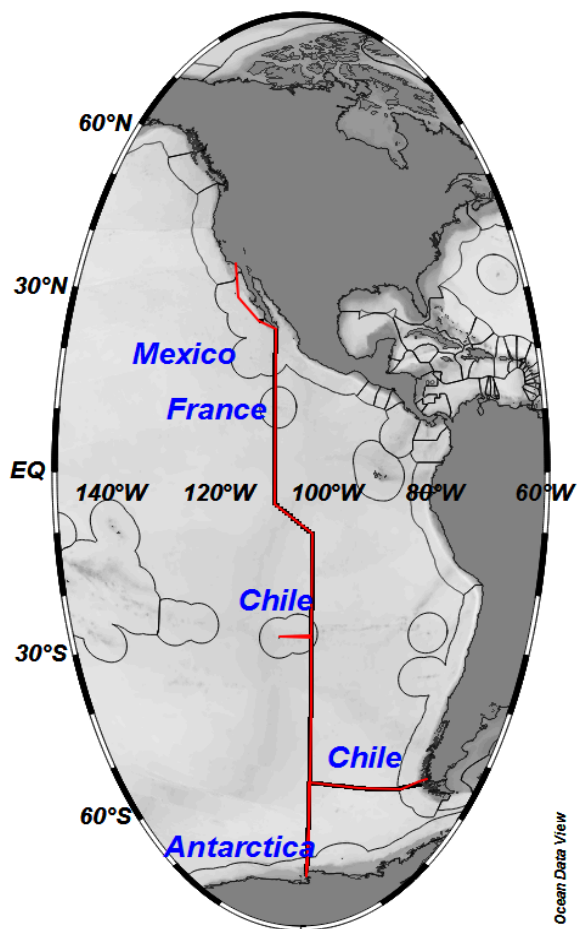 60°N
30°N
Mexico
France
EQ
140°W 120°W 100°W 80°W 60°W
Chile
30°S
Chile
60°S
Antarctica
Ocean Data View